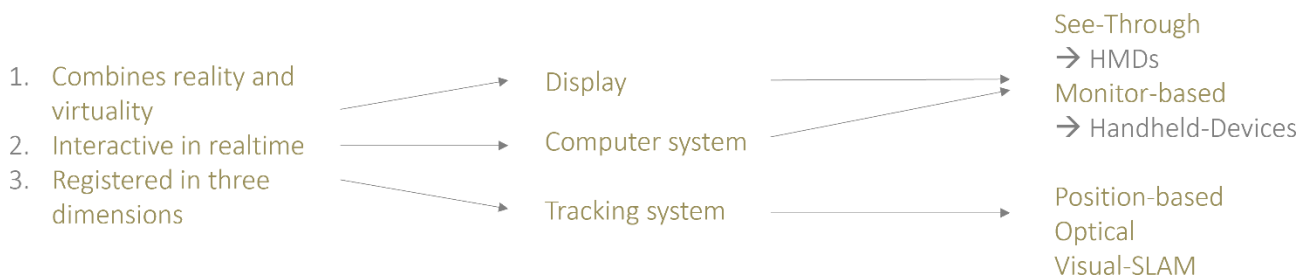 1. Combines reality and
virtuality
2. Interactive in realtime
3. Registered in three
dimensions
Display
Computer system
Tracking system
See-Through
→ HMDs
Monitor-based
→ Handheld-Devices
Position-based
Optical
Visual-SLAM